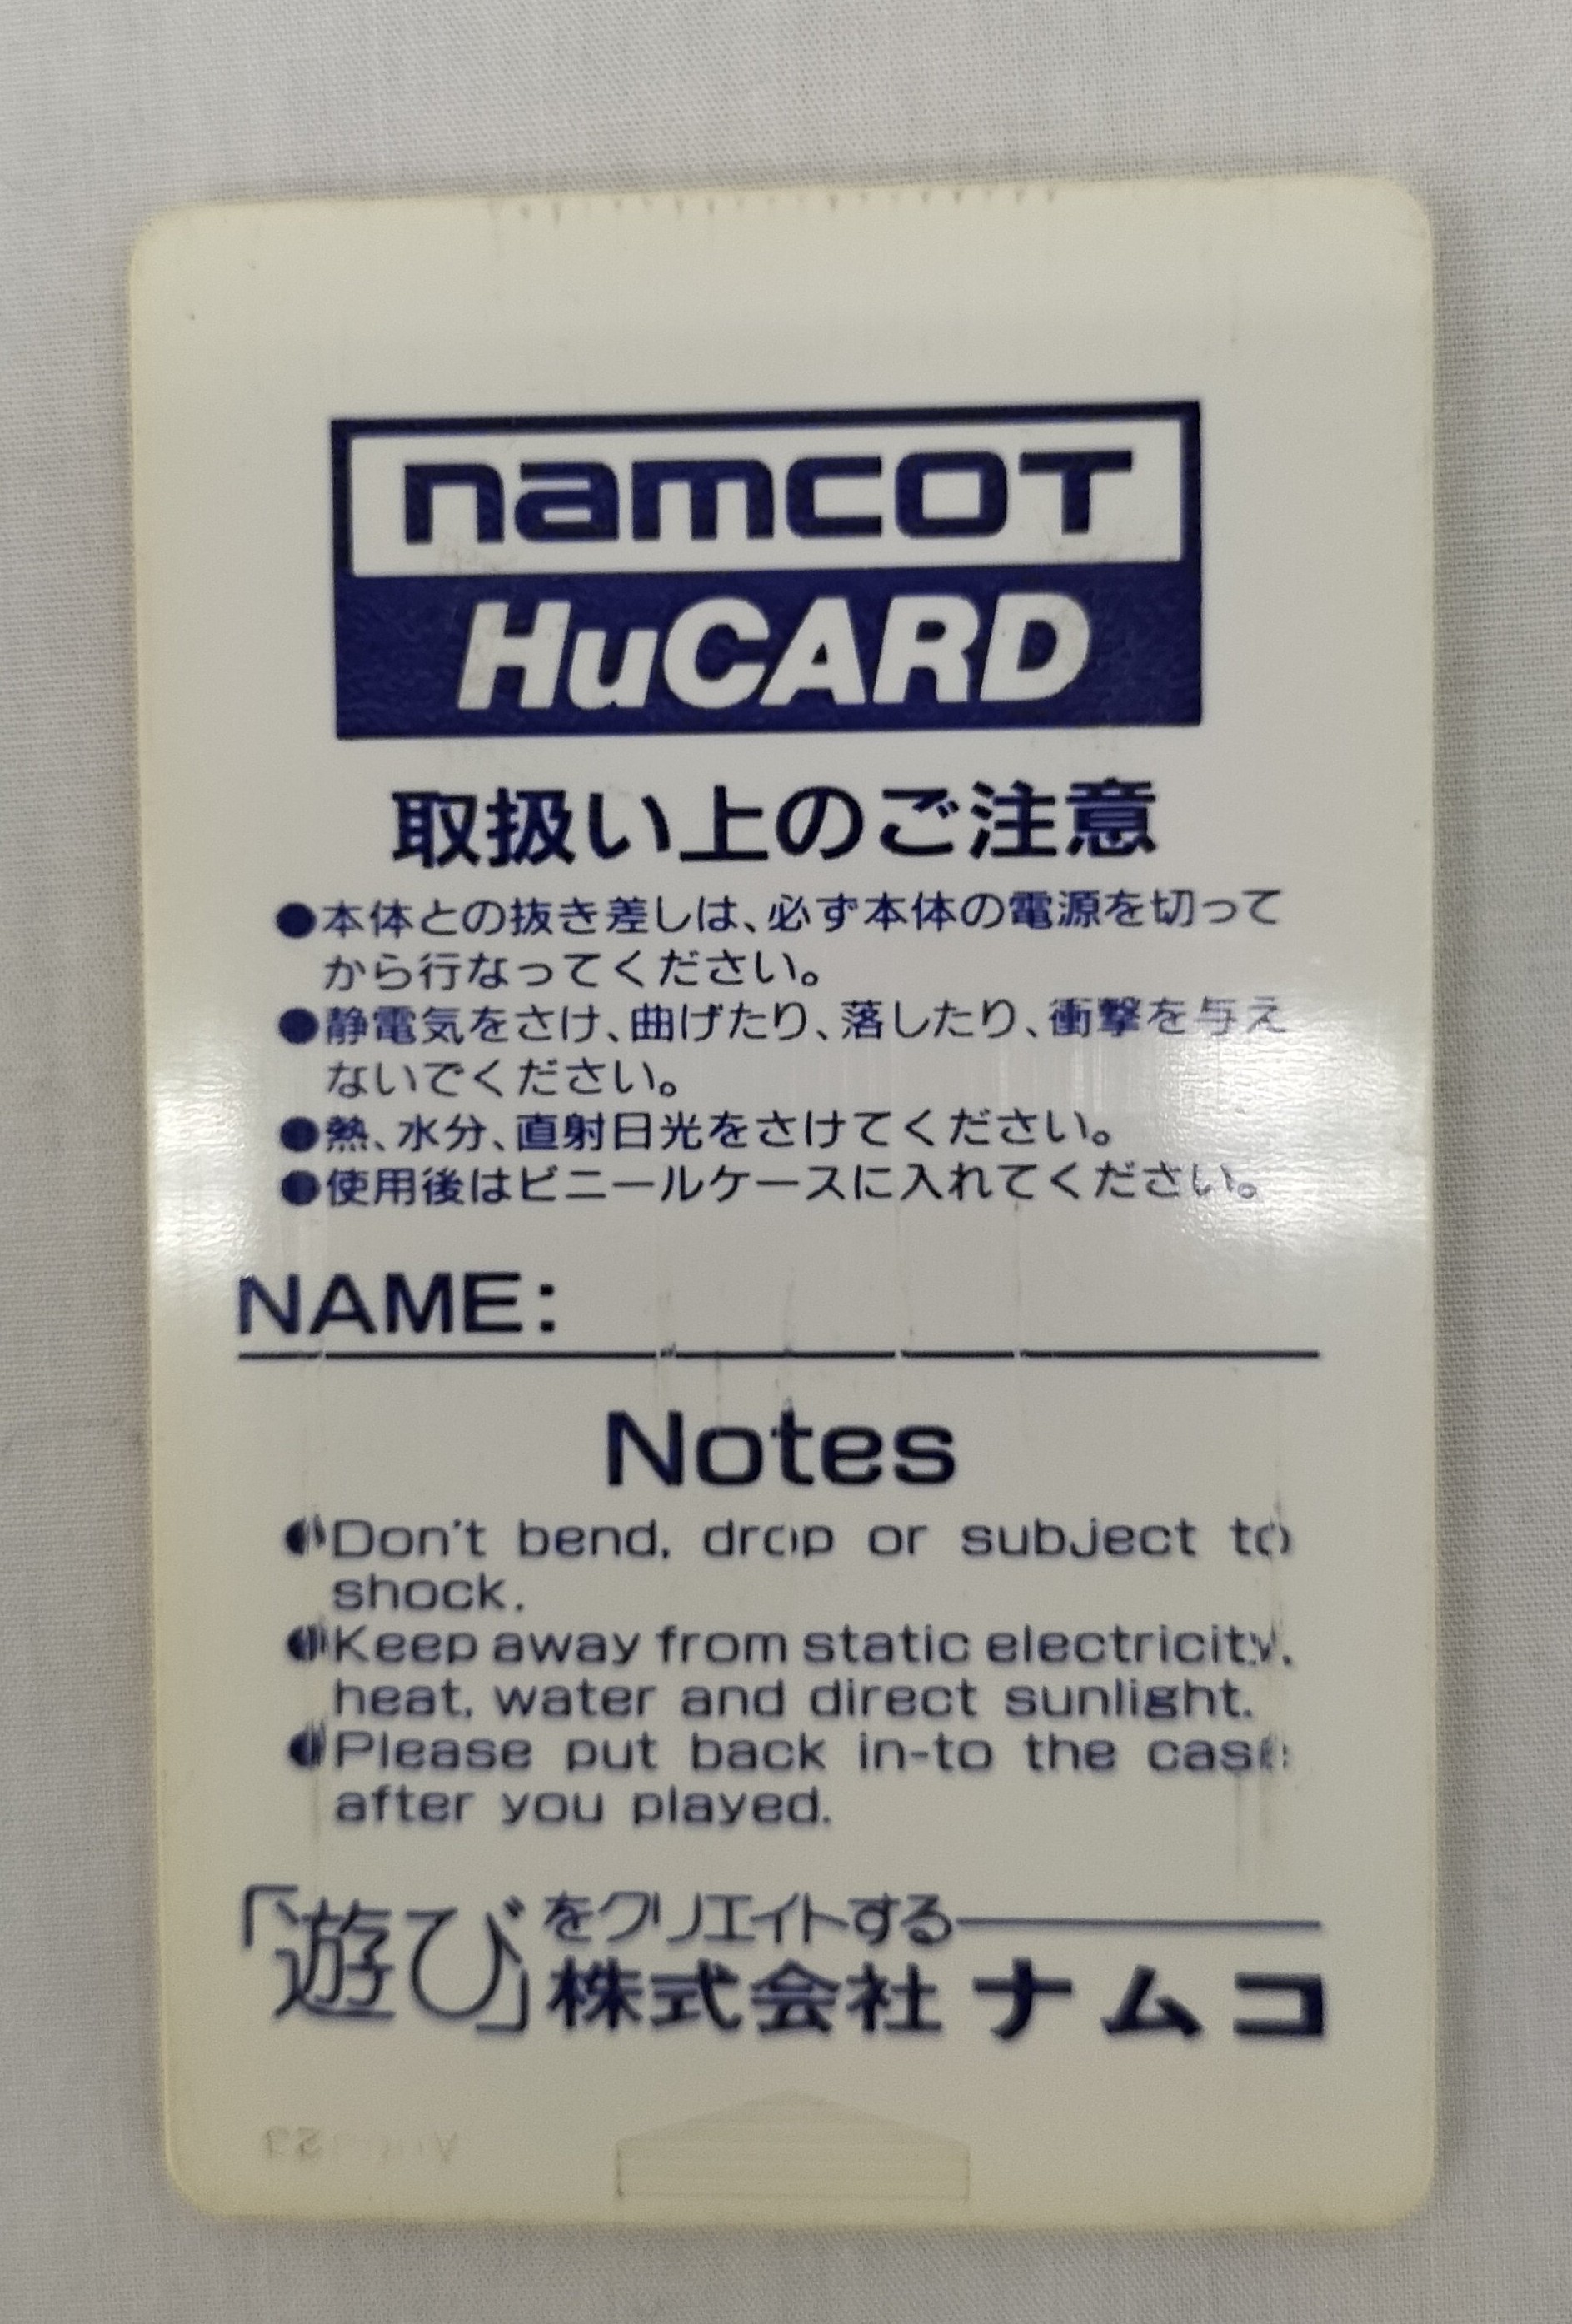 namcoT
HuCARD
取扱い上のご注意
●本体との抜き差しは、必ず本体の電源を切って
から行なってください。
●静電気をさけ、曲げたり、落したり、衝撃を与え
ないでください。
●熱、水分、直射日光をさけてください。
●使用後はビニールケースに入れてください。
NAME:
Notes
●Don't bend, drop or subject to
shock.
●Keep away from static electricity,
heat, water and direct sunlight.
●Please put back in-to the case
after you played.
「遊び」をクリエイトする
株式会社ナムコ